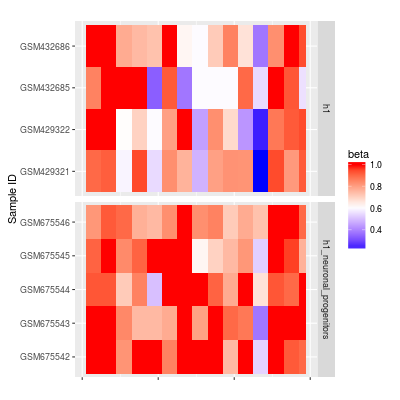 GSM432686
GSM432685
GSM429322
GSM429321
h1
GSM675546
GSM675545
GSM675544
GSM675543
GSM675542
h1_neuronal_progenitors
Sample ID
beta
1.0
0.8
0.6
0.4